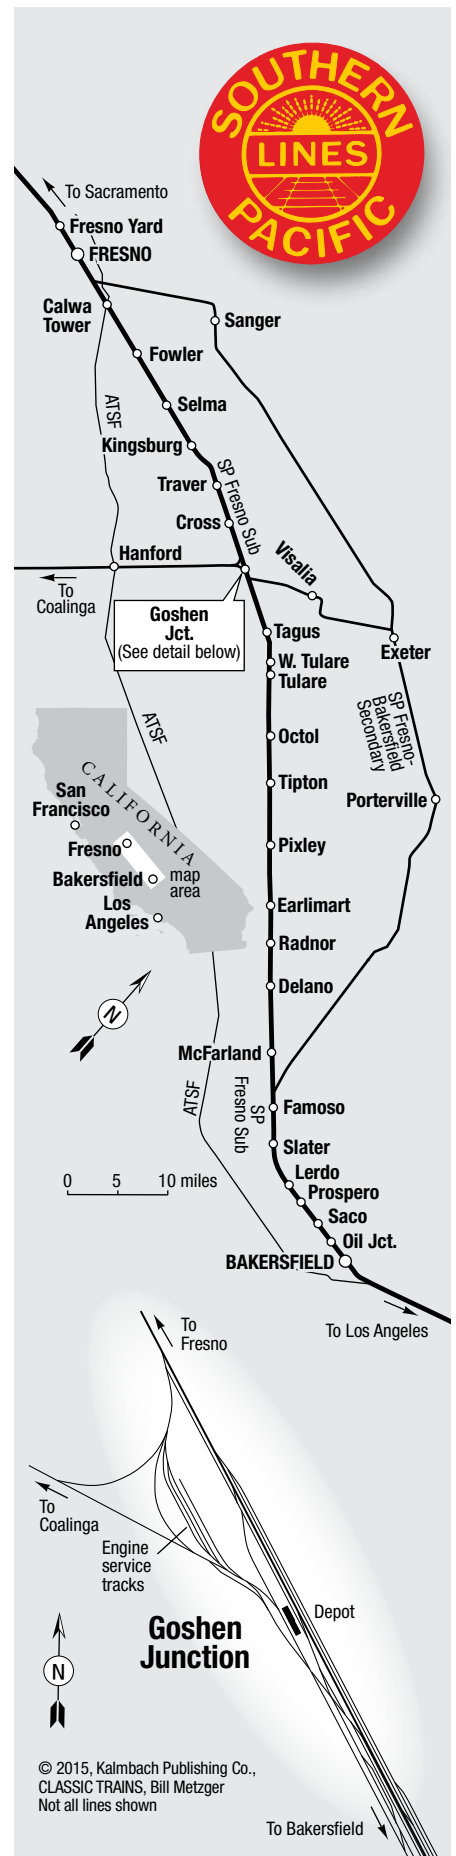 SOUTHERN
LINES
PACIFIC
To Sacramento
Fresno Yard
FRESNO
Calwa
Tower
Sanger
Fowler
ATSF
Selma
Kingsburg
SP Fresno Sub
Traver
Cross
Hanford
Visalia
To
Coalinga
Goshen
Jct.
(See detail below)
Tagus
Exeter
W. Tulare
Tulare
SP Fresno-
Bakersfield
Secondary
ATSF
Octol
CALIFORNIA
Tipton
San
Francisco
Porterville
Fresno
Pixley
map
area
Bakersfield
Los
Angeles
Earlimart
Radnor
Delano
N
McFarland
ATSF
SP
Fresno Sub
Famoso
Slater
Lerdo
0 5 10 miles
Prospero
Saco
Oil Jct.
BAKERSFIELD
To Los Angeles
To
Fresno
To
Coalinga
Engine
service
tracks
Depot
Goshen
Junction
N
© 2015, Kalmbach Publishing Co.,
CLASSIC TRAINS, Bill Metzger
Not all lines shown
To Bakersfield